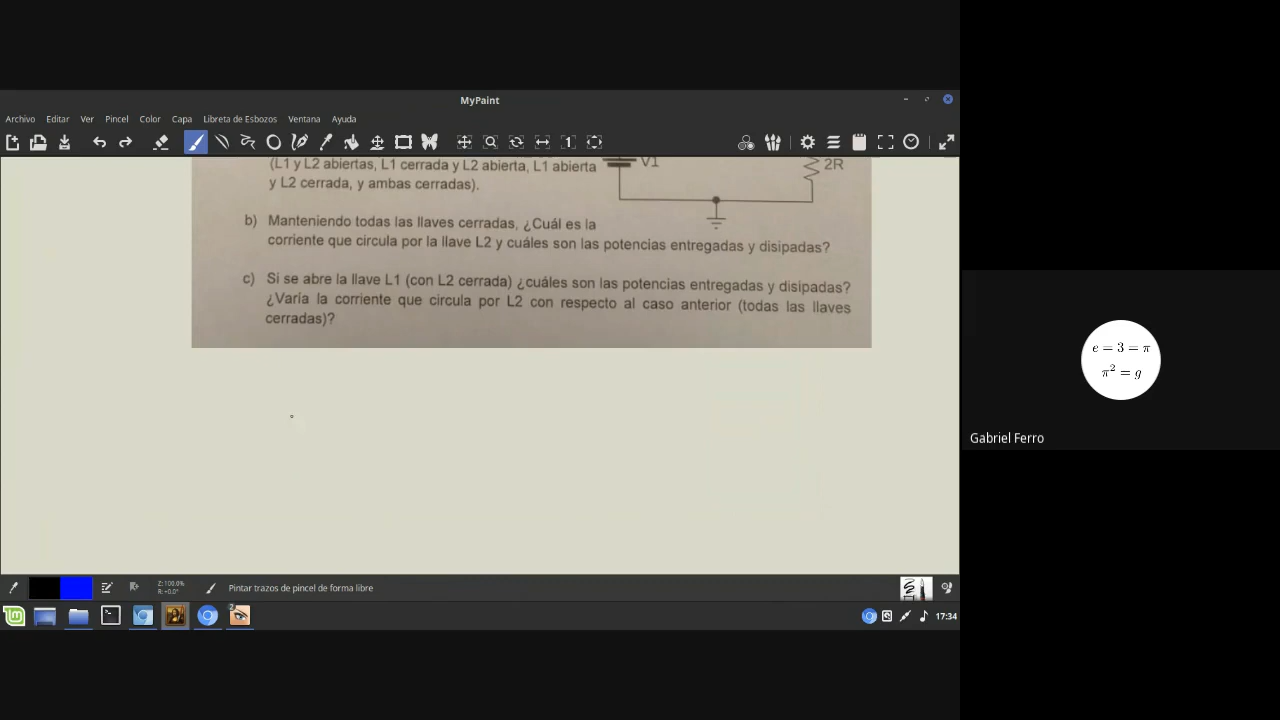 MyPaint
Archivo Editar Ver Pincel Color Capa Libreta de Esbozos Ventana Ayuda
(L1 y L2 abiertas, L1 cerrada y L2 abierta, L1 abierta
y L2 cerrada, y ambas cerradas).
V1
2R
b) Manteniendo todas las llaves cerradas, ¿Cuál es la
corriente que circula por la llave L2 y cuáles son las potencias entregadas y disipadas?
c) Si se abre la llave L1 (con L2 cerrada) ¿cuáles son las potencias entregadas y disipadas?
¿Varía la corriente que circula por L2 con respecto al caso anterior (todas las llaves
cerradas)?
e = 3 = π
π² = g
Gabriel Ferro
Z: 100.0%
R: +0.0°
Pintar trazos de pincel de forma libre
17:34